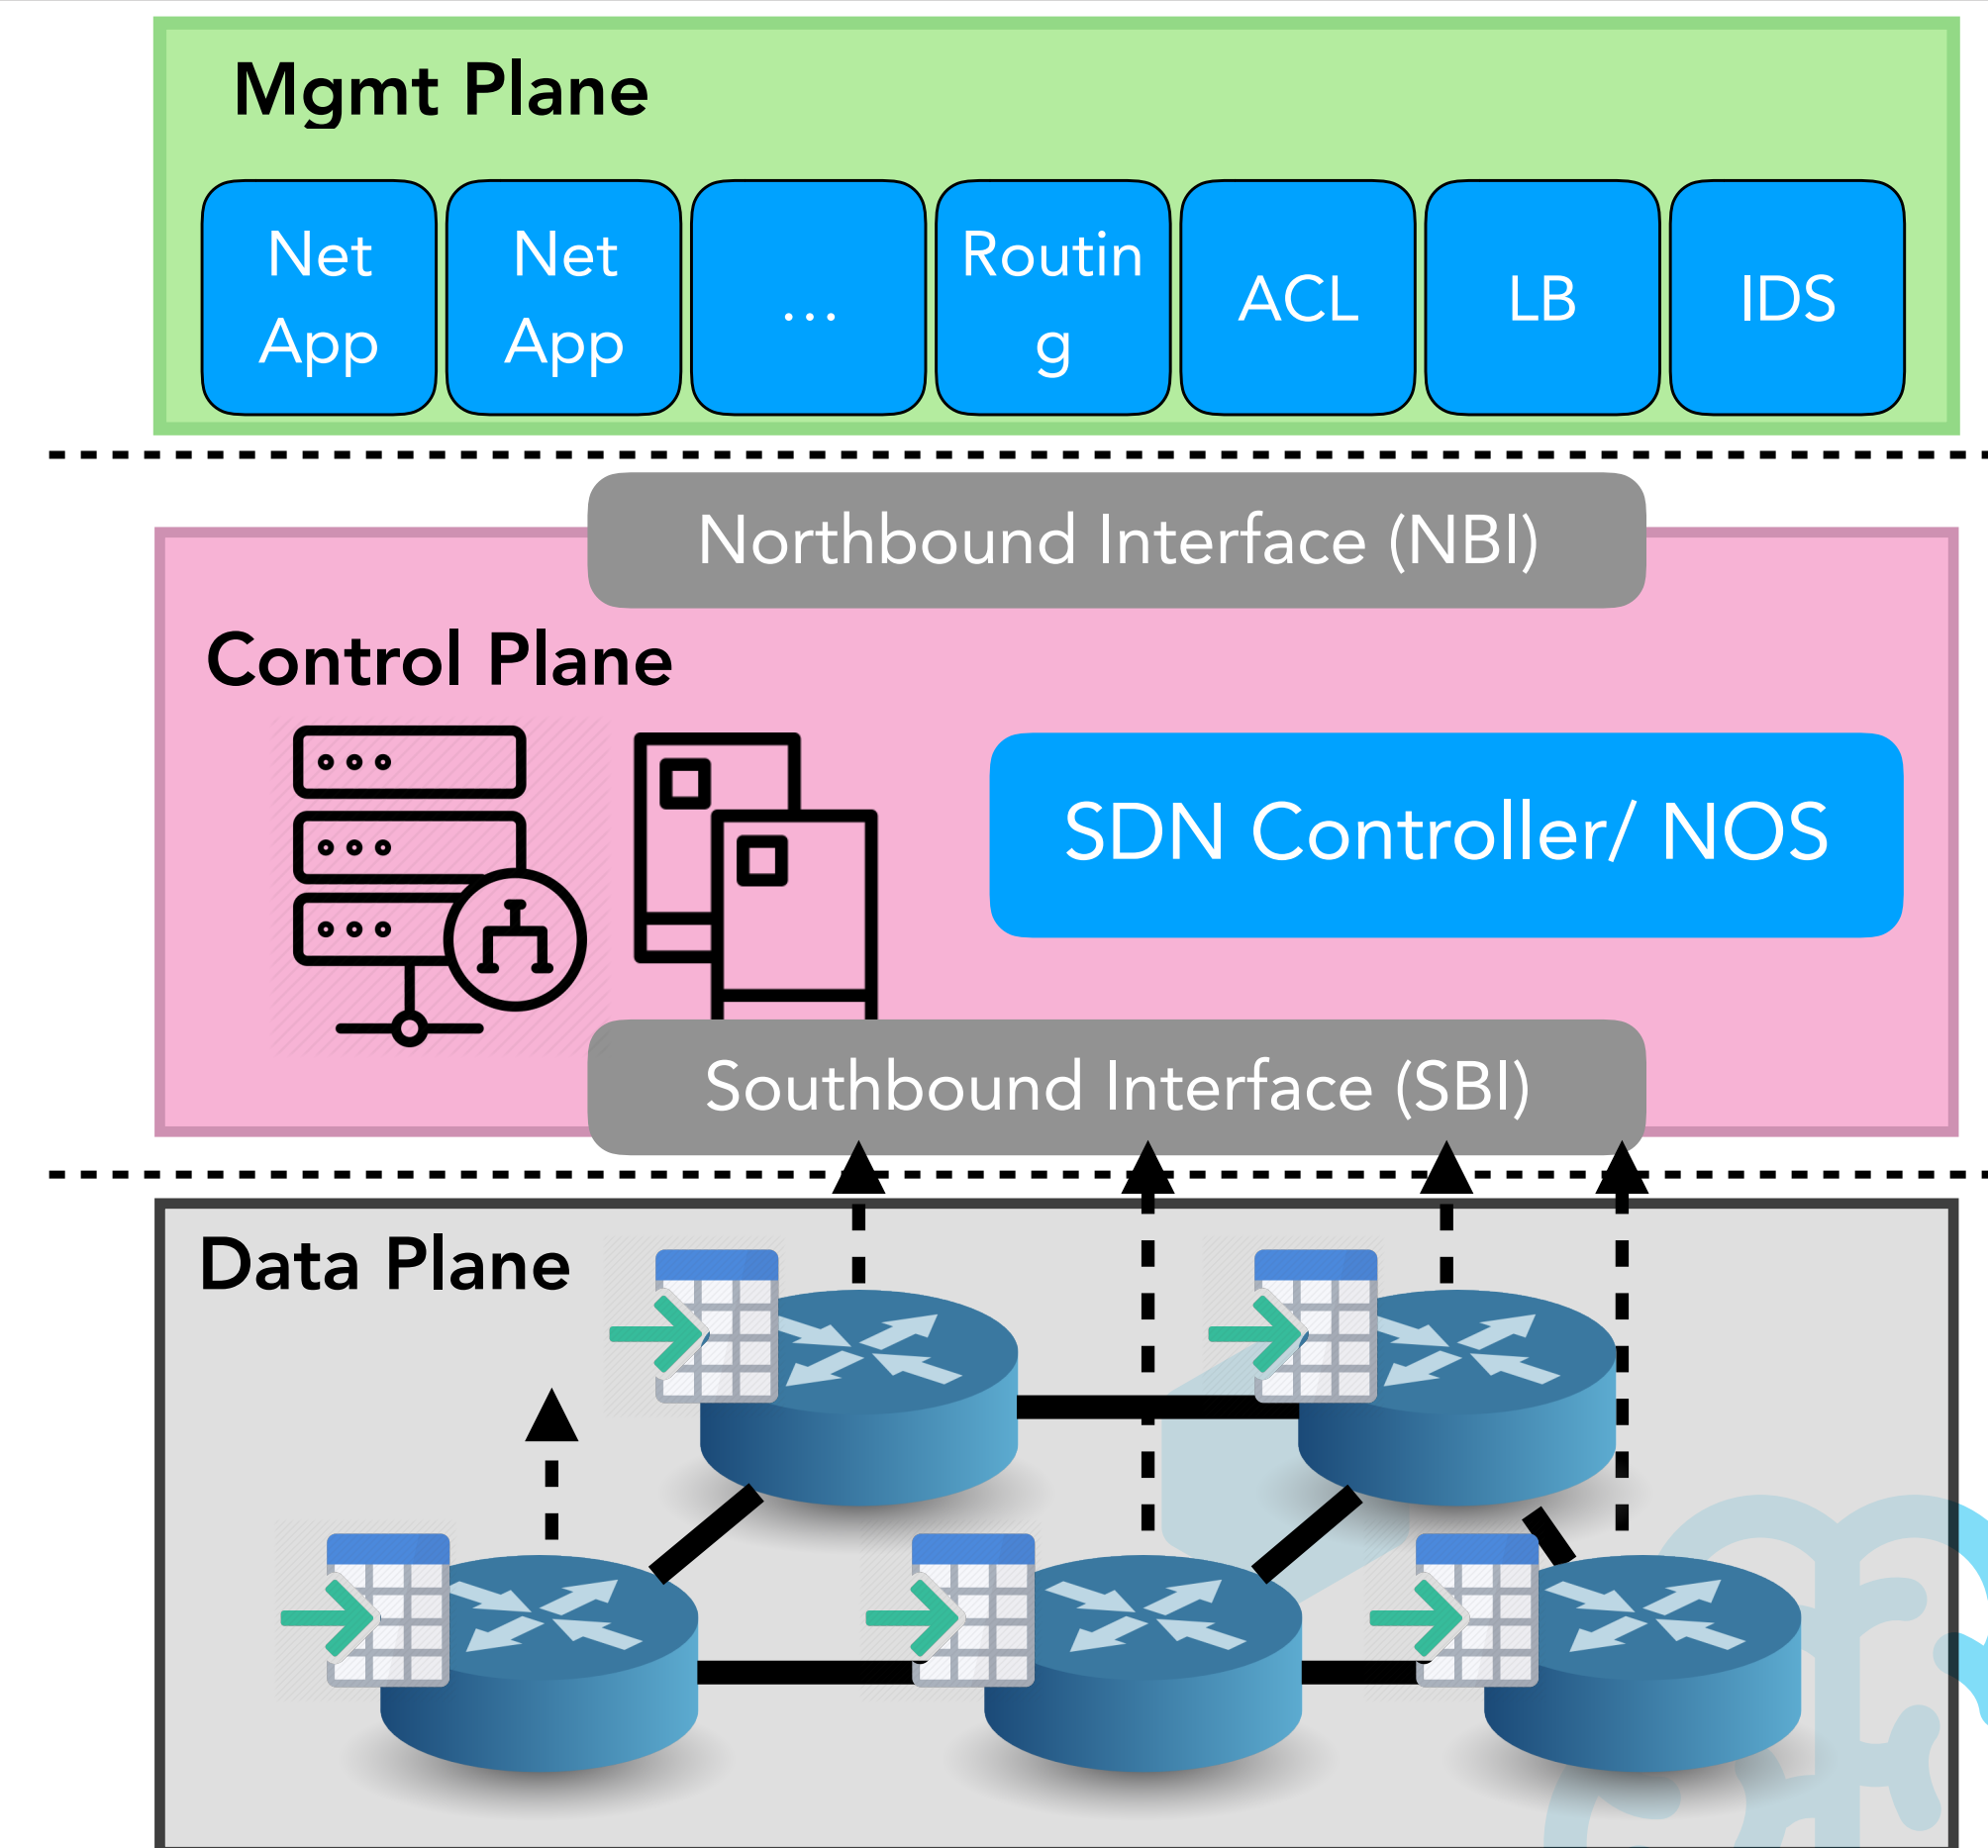 Mgmt Plane
Net
App
Net
App
...
Routin
g
ACL
LB
IDS
Northbound Interface (NBI)
Control Plane
SDN Controller/ NOS
Southbound Interface (SBI)
Data Plane